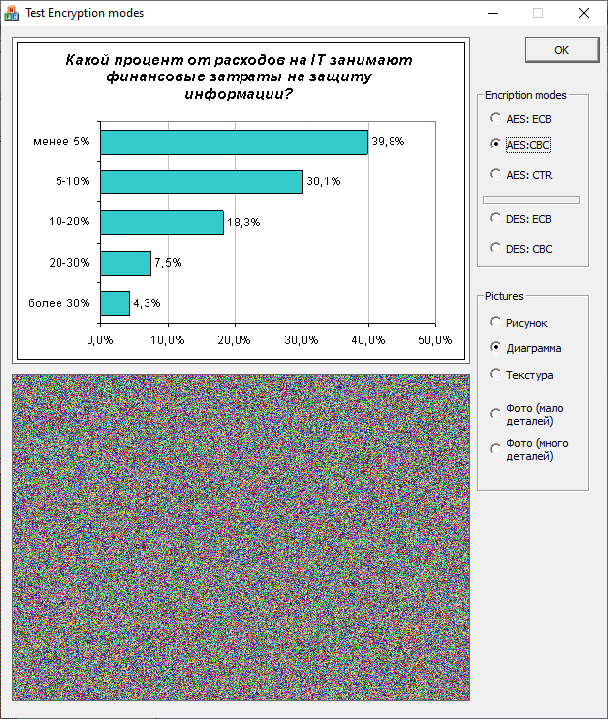 Test Encryption modes
Какой процент от расходов на IT занимают
финансовые затраты на защиту
информации?
менее 5%
39,8%
5-10%
30,1%
10-20%
18,3%
20-30%
7,5%
более 30%
4,3%
0,0%
10,0%
20,0%
30,0%
40,0%
50,0%
OK
Encription modes
AES: ECB
AES:CBC
AES: CTR
DES: ECB
DES: CBC
Pictures
Рисунок
Диаграмма
Текстура
Фото (мало
деталей)
Фото (много
деталей)